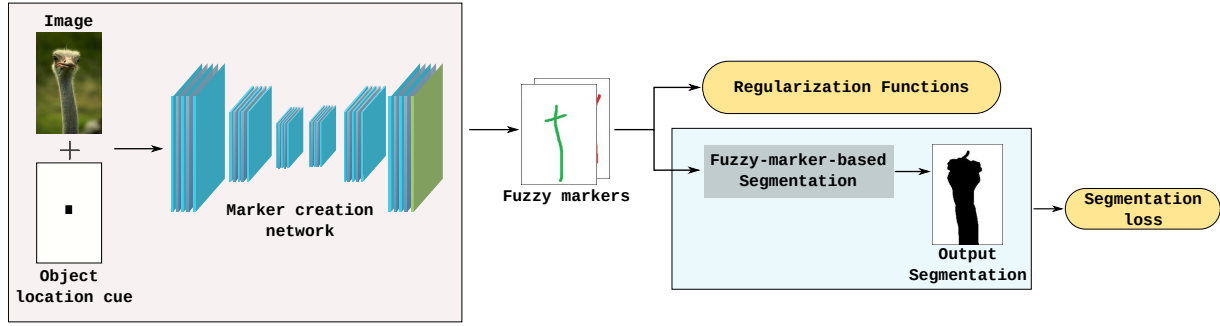 Image
Object
location cue
Marker creation
network
Fuzzy markers
Regularization Functions
Fuzzy-marker-based
Segmentation
Output
Segmentation
Segmentation
loss